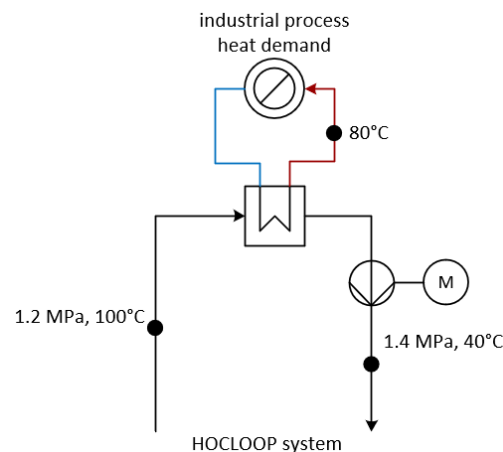 industrial process
heat demand
80°C
M
1.2 MPa, 100°C
1.4 MPa, 40°C
HOCLOOP system